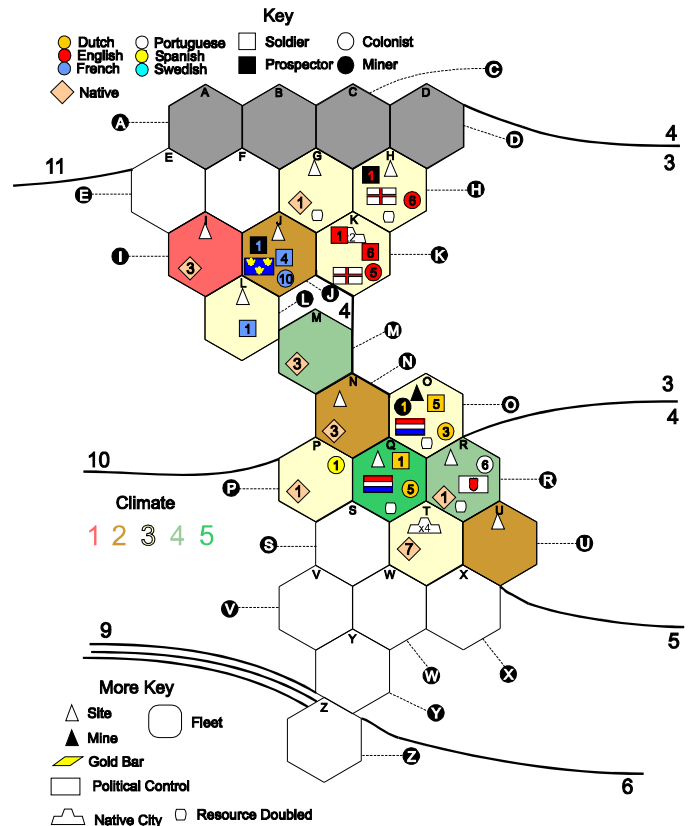 Key
Dutch Portuguese Soldier Colonist
English Spanish
French Swedish Prospector Miner
Native
C
A B C D
A
D
4
3
11
E F G H
E
1
1
6
H
I J K
I
3
1
4
10
1
x2
6
5
K
L
1
L
J
4
M
M
3
N
N O
3
1
5
3
O
3
4
10
P Q R
P
1
1
1
5
6
1
R
Climate
1 2 3 4 5
S T U
S
x4
7
U
V W X
V
5
Y
W
X
9
Z
Y
Z
6
More Key
Site
Fleet
Mine
Gold Bar
Political Control
Native City Resource Doubled